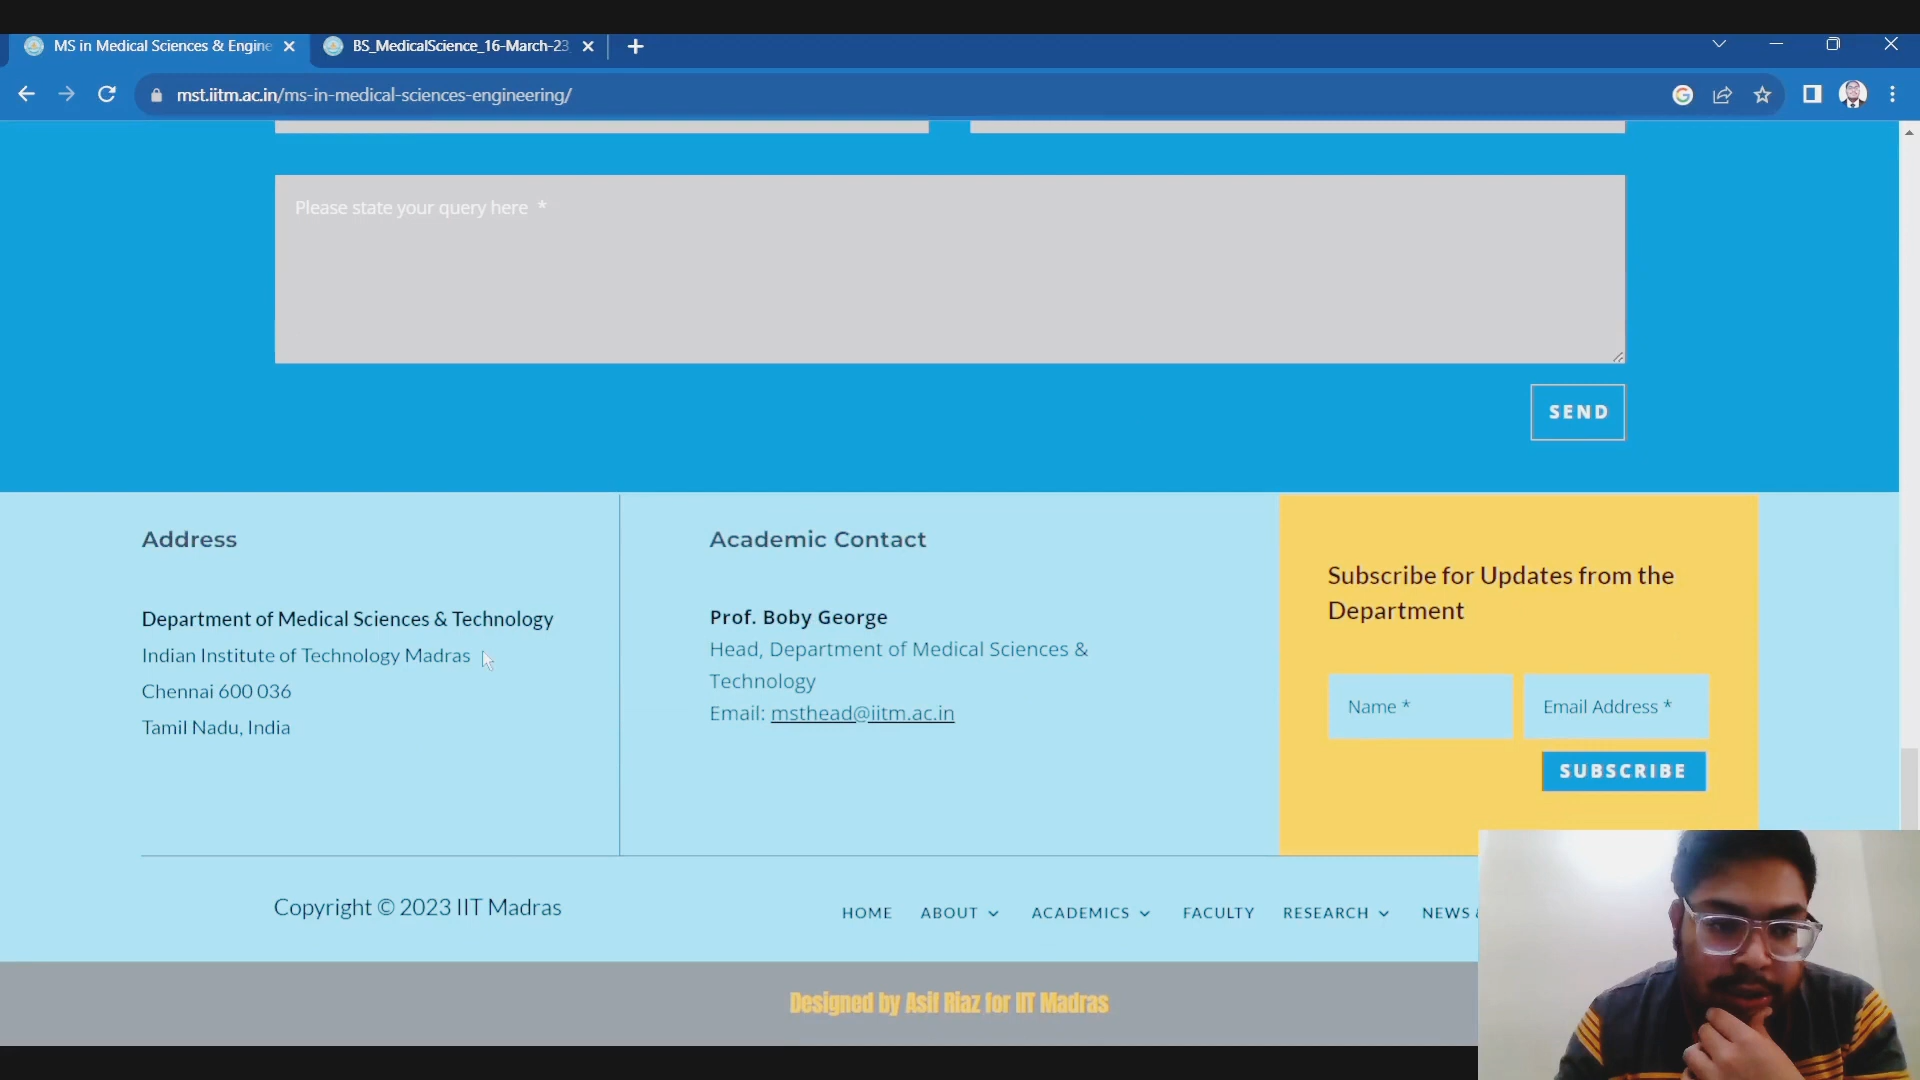 MS in Medical Sciences & Engine
BS_MedicalScience_16-March-23
mst.iitm.ac.in/ms-in-medical-sciences-engineering/
Please state your query here *
SEND
Address
Department of Medical Sciences & Technology
Indian Institute of Technology Madras
Chennai 600 036
Tamil Nadu, India
Academic Contact
Prof. Boby George
Head, Department of Medical Sciences &
Technology
Email: msthead@iitm.ac.in
Subscribe for Updates from the
Department
Name *
Email Address *
SUBSCRIBE
Copyright © 2023 IIT Madras
HOME ABOUT ACADEMICS FACULTY RESEARCH NEWS &
Designed by Asif Riaz for IIT Madras